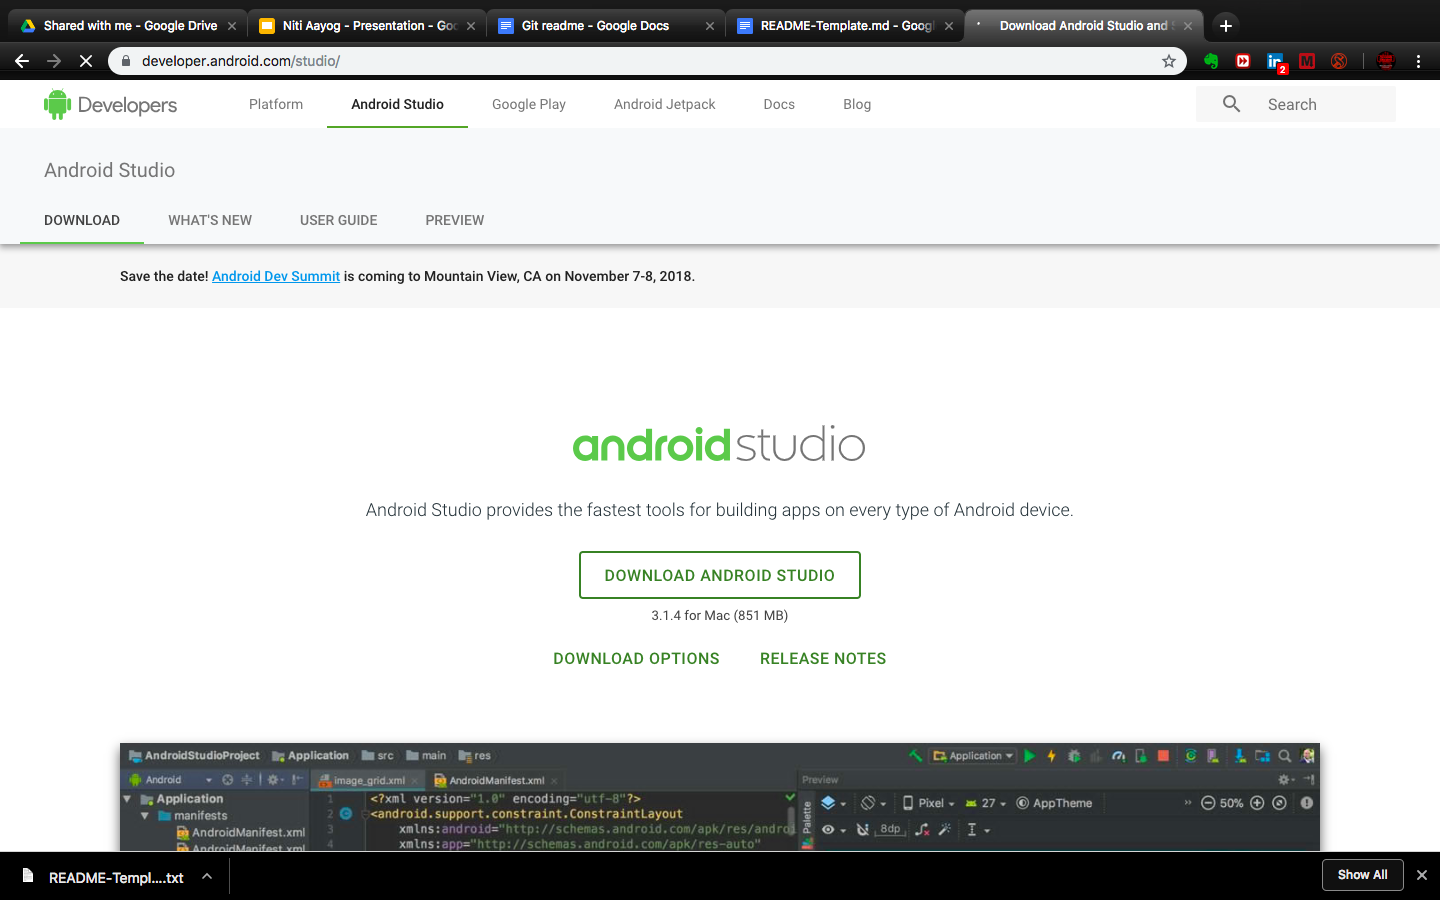 Shared with me - Google Drive
Niti Aayog - Presentation - Goo
Git readme - Google Docs
README-Template.md - Googl
Download Android Studio and S
developer.android.com/studio/
2
Developers
Platform
Android Studio
Google Play
Android Jetpack
Docs
Blog
Search
Android Studio
DOWNLOAD
WHAT'S NEW
USER GUIDE
PREVIEW
Save the date! Android Dev Summit is coming to Mountain View, CA on November 7-8, 2018.
androidstudio
Android Studio provides the fastest tools for building apps on every type of Android device.
DOWNLOAD ANDROID STUDIO
3.1.4 for Mac (851 MB)
DOWNLOAD OPTIONS
RELEASE NOTES
AndroidStudioProject
Application
src
main
res
Application
Android
image_grid.xml
AndroidManifest.xml
Preview
Application
manifests
AndroidManifest.xml
AndroidManifest.xml
1 <?xml version="1.0" encoding="utf-8"?>
2 <android.support.constraint.ConstraintLayout
3 xmlns:android="http://schemas.android.com/apk/res/androi
4 xmlns:app="http://schemas.android.com/apk/res-auto"
Palette
Pixel
27
AppTheme
50%
8dp
README-Templ....txt
Show All